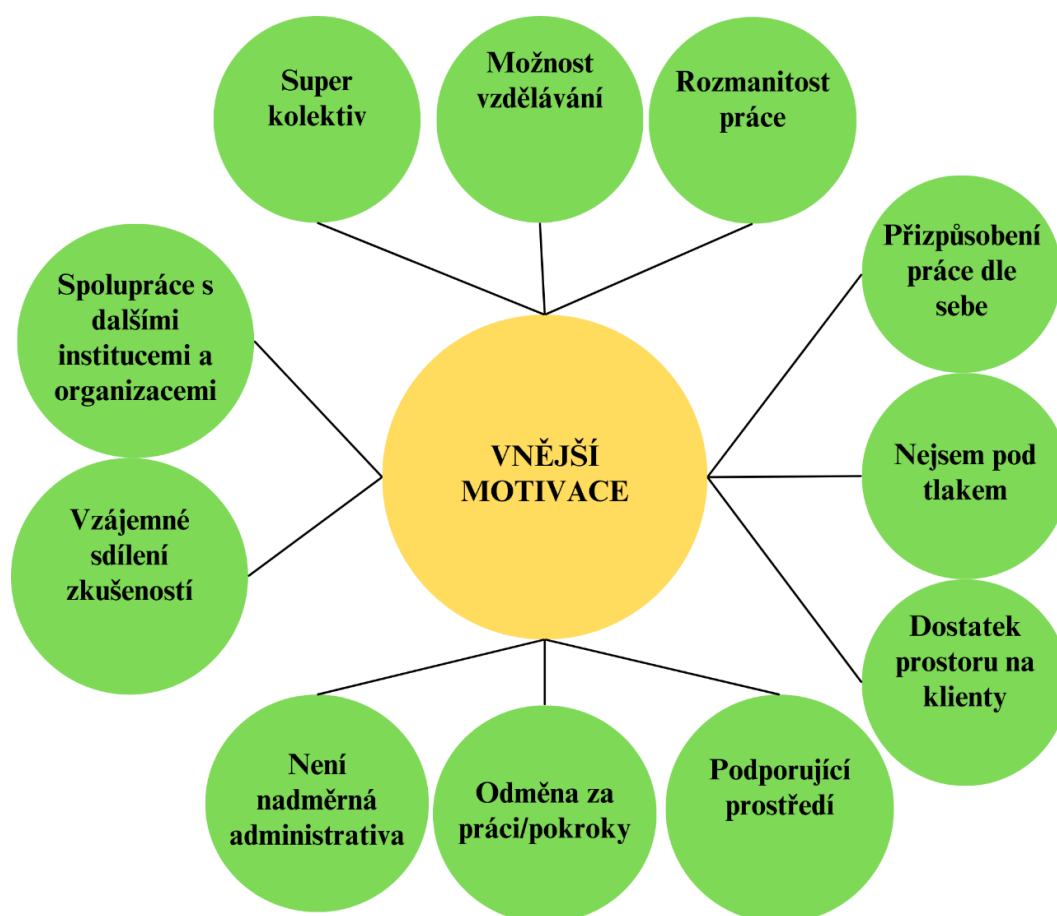 Super
kolektiv
Možnost
vzdělávání
Rozmanitost
práce
Přizpůsobení
práce dle
sebe
Spolupráce s
dalšími
institucemi a
organizacemi
Nejsem pod
tlakem
VNĚJŠÍ
MOTIVACE
Vzájemné
sdílení
zkušeností
Dostatek
prostoru na
klienty
Není
nadměrná
administrativa
Odměna za
práci/pokroky
Podporující
prostředí